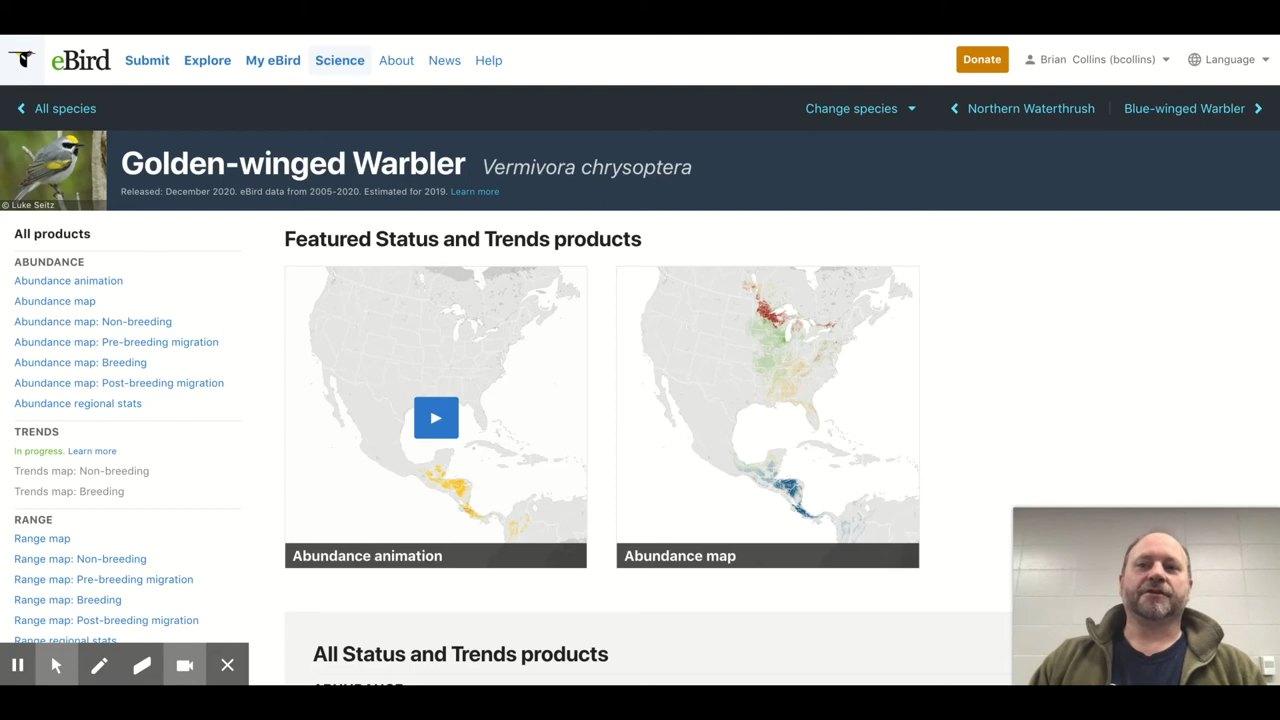 eBird Submit Explore My eBird Science About News Help Donate Brian Collins (bcollins) Language
All species Change species Northern Waterthrush Blue-winged Warbler
Golden-winged Warbler Vermivora chrysoptera
Released: December 2020. eBird data from 2005-2020. Estimated for 2019. Learn more
© Luke Seitz
All products
ABUNDANCE
Abundance animation
Abundance map
Abundance map: Non-breeding
Abundance map: Pre-breeding migration
Abundance map: Breeding
Abundance map: Post-breeding migration
Abundance regional stats
TRENDS
In progress. Learn more
Trends map: Non-breeding
Trends map: Breeding
RANGE
Range map
Range map: Non-breeding
Range map: Pre-breeding migration
Range map: Breeding
Range map: Post-breeding migration
Range regional stats
Featured Status and Trends products
Abundance animation
Abundance map
All Status and Trends products
ABUNDANCE